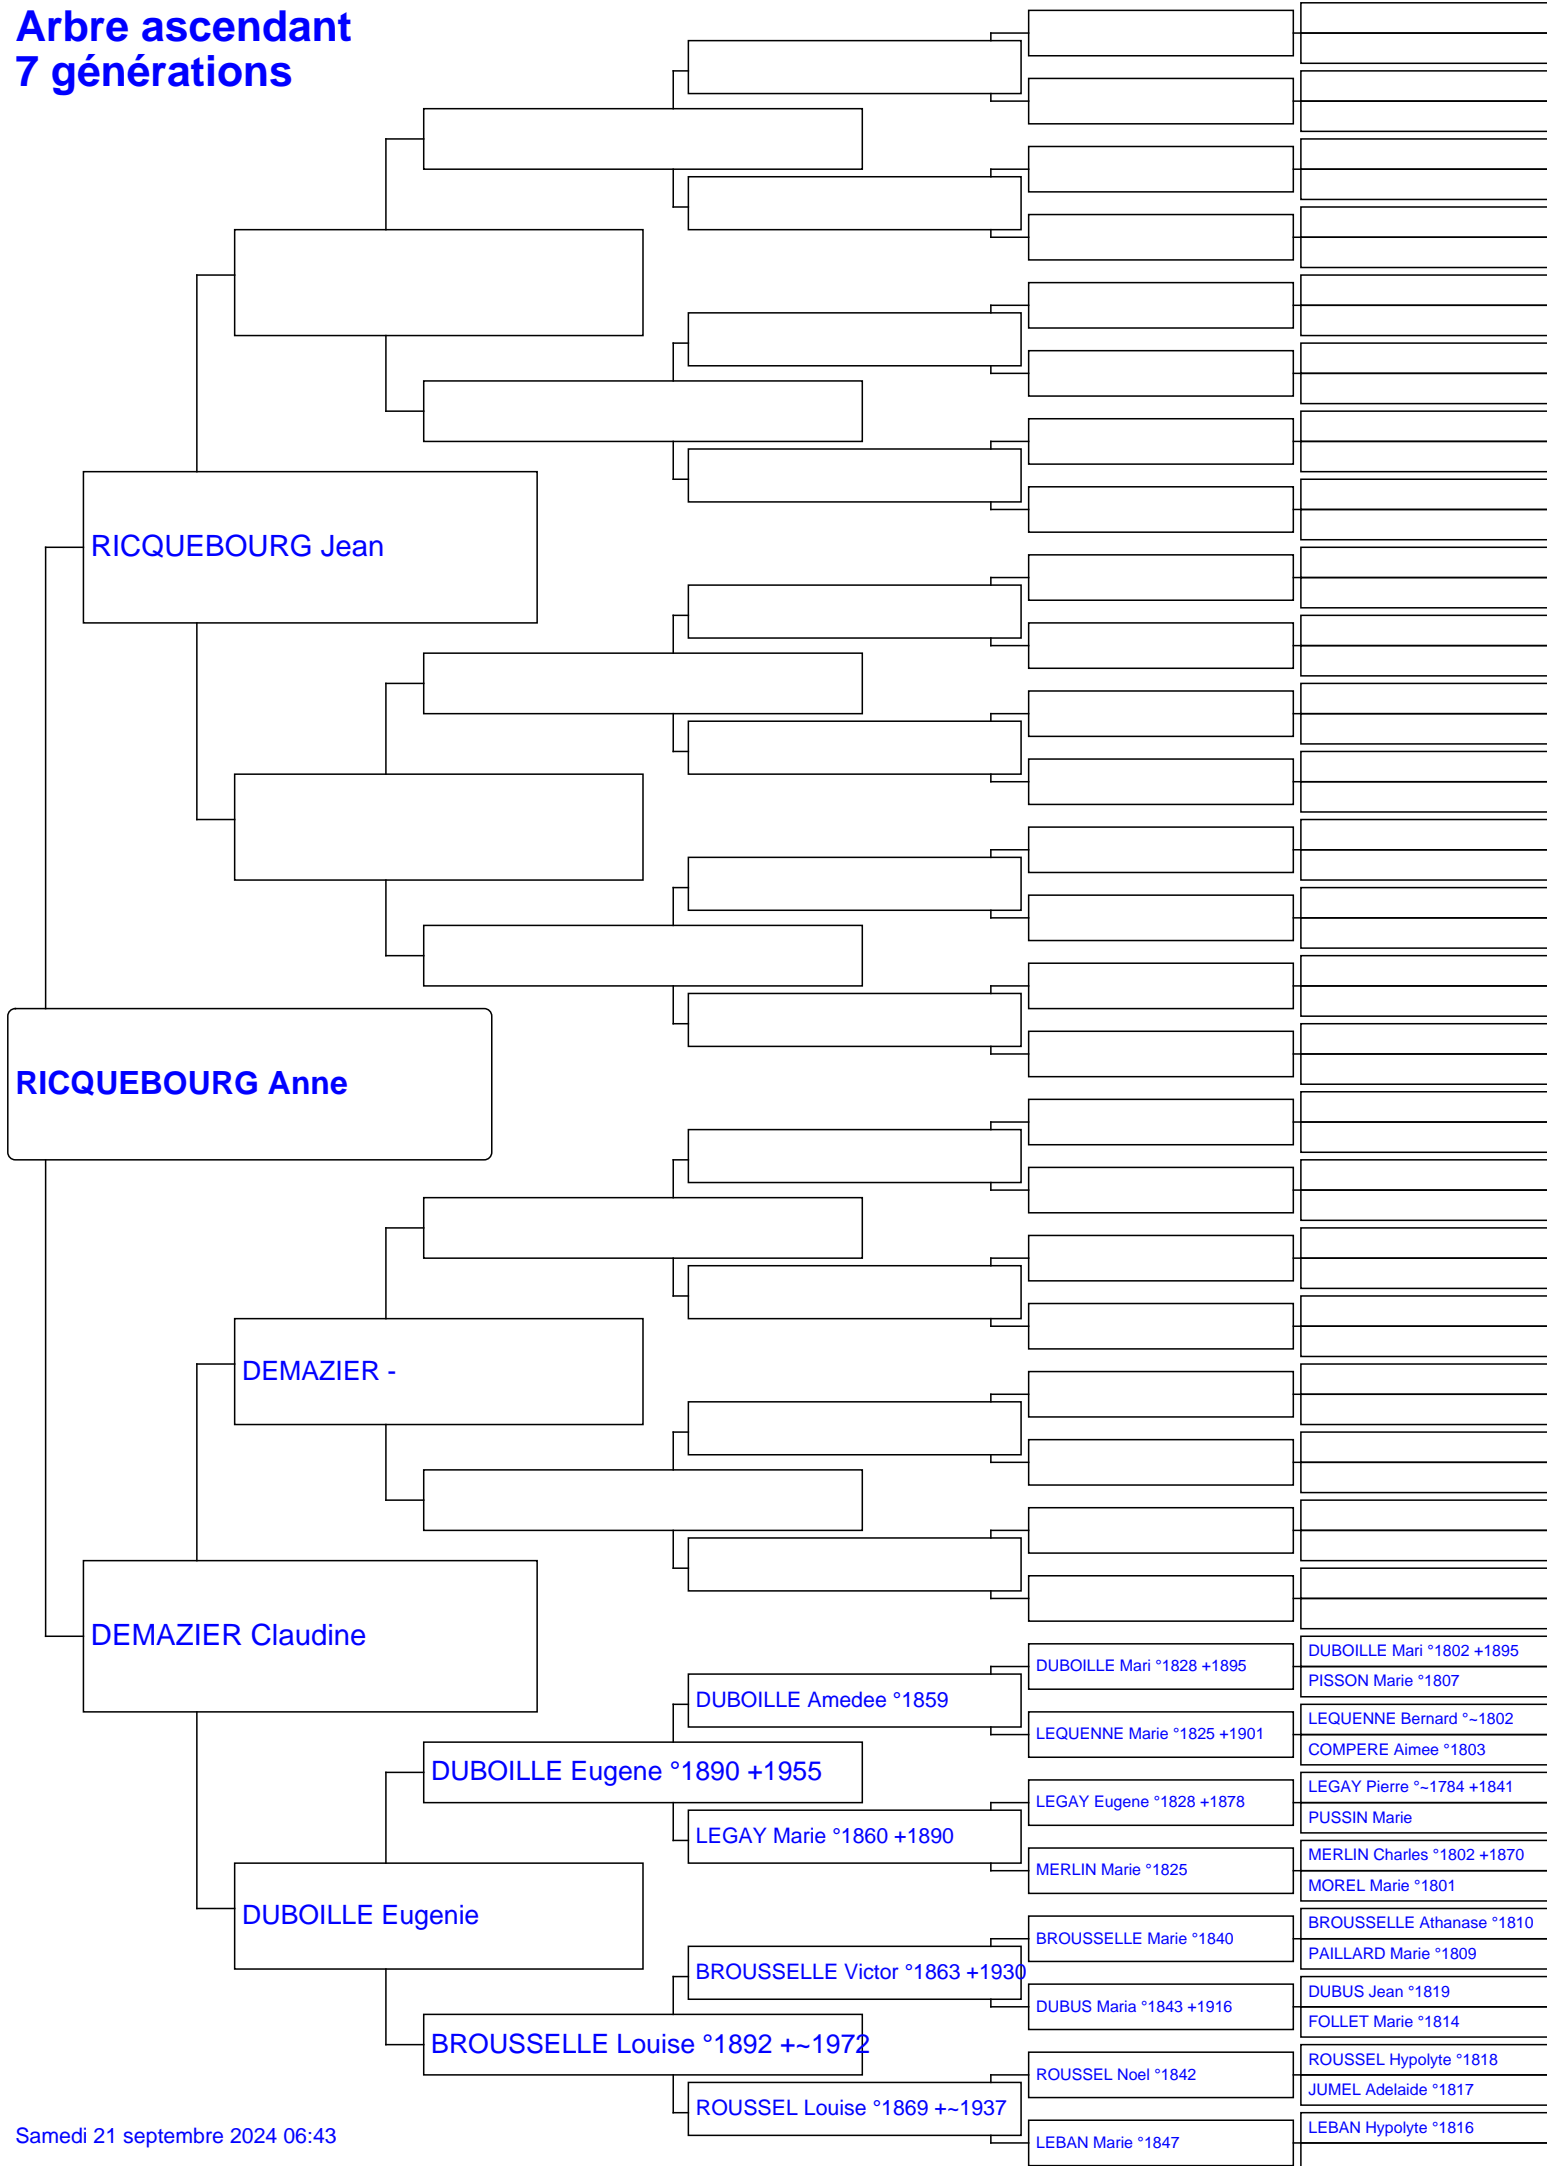 Arbre ascendant
7 générations
RICQUEBOURG Jean
RICQUEBOURG Anne
DEMAZIER -
DEMAZIER Claudine
DUBOILLE Mari °1828 +1895
DUBOILLE Mari °1802 +1895
PISSON Marie °1807
DUBOILLE Amedee °1859
LEQUENNE Marie °1825 +1901
LEQUENNE Bernard °~1802
COMPERE Aimee °1803
DUBOILLE Eugene °1890 +1955
LEGAY Eugene °1828 +1878
LEGAY Pierre °~1784 +1841
PUSSIN Marie
LEGAY Marie °1860 +1890
MERLIN Marie °1825
MERLIN Charles °1802 +1870
MOREL Marie °1801
DUBOILLE Eugenie
BROUSSELLE Marie °1840
BROUSSELLE Athanase °1810
PAILLARD Marie °1809
BROUSSELLE Victor °1863 +1930
DUBUS Maria °1843 +1916
DUBUS Jean °1819
FOLLET Marie °1814
BROUSSELLE Louise °1892 +~1972
ROUSSEL Noel °1842
ROUSSEL Hypolyte °1818
JUMEL Adelaide °1817
ROUSSEL Louise °1869 +~1937
LEBAN Marie °1847
LEBAN Hypolyte °1816
Samedi 21 septembre 2024 06:43